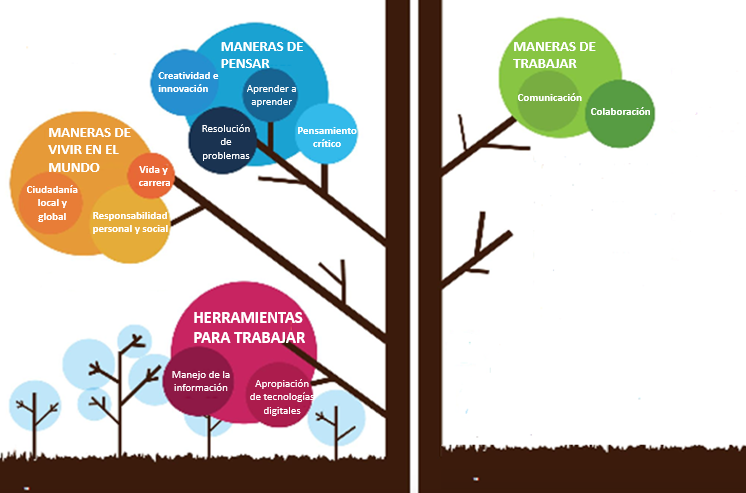 MANERAS DE
PENSAR
Creatividad e
innovación
Aprender a
aprender
Resolución
de
problemas
Pensamiento
crítico
MANERAS DE
VIVIR EN EL
MUNDO
Vida y
carrera
Ciudadanía
local y
global
Responsabilidad
personal y social
HERRAMIENTAS
PARA TRABAJAR
Manejo de la
información
Apropiación
de tecnologías
digitales
MANERAS DE
TRABAJAR
Comunicación
Colaboración